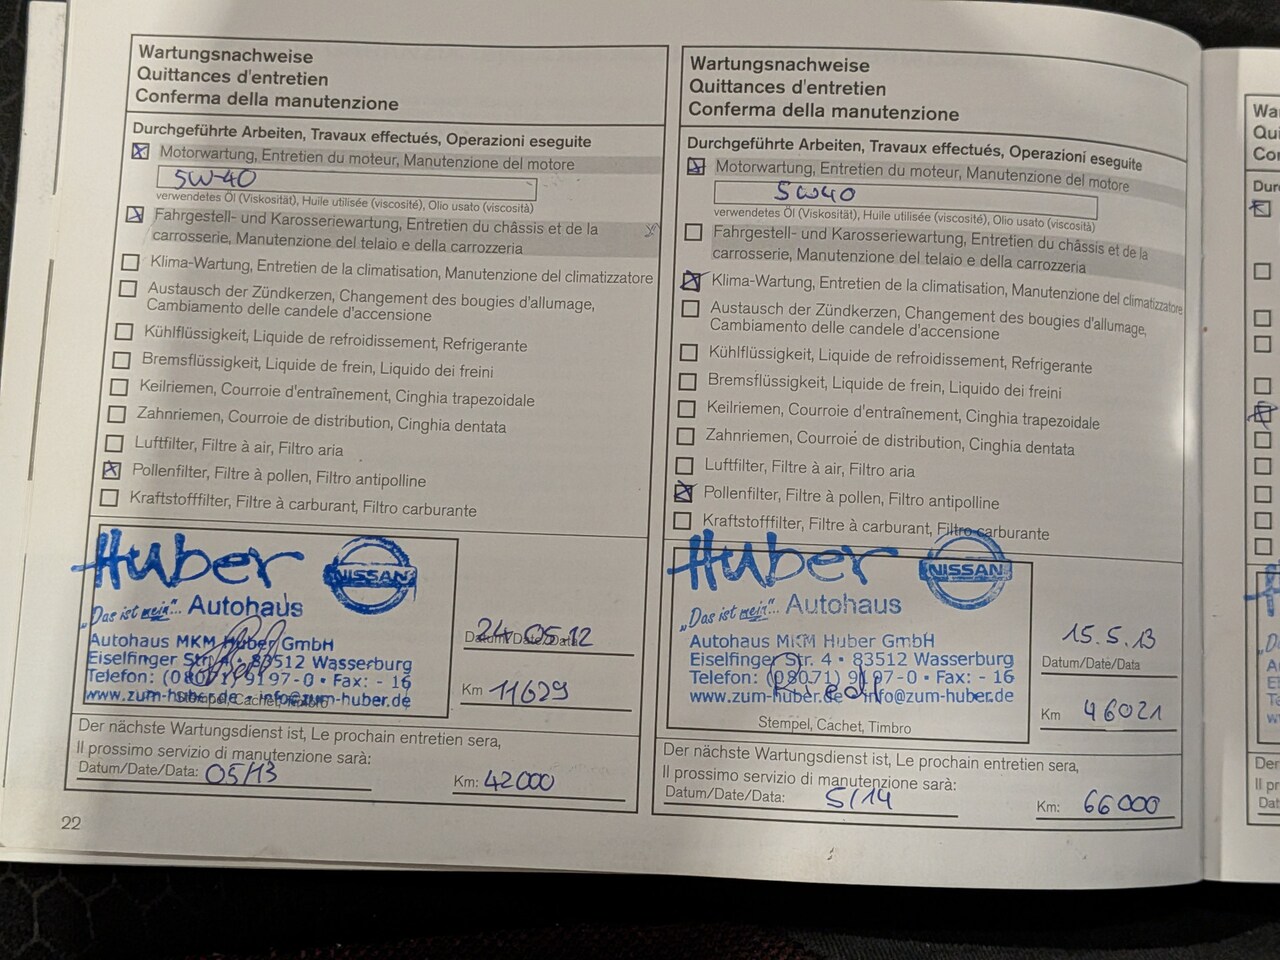 Wartungsnachweise
Quittances d'entretien
Conferma della manutenzione
Durchgeführte Arbeiten, Travaux effectués, Operazioni eseguite
Motorwartung, Entretien du moteur, Manutenzione del motore
5W-40
verwendetes Öl (Viskosität), Huile utilisée (viscosité), Olio usato (viscosità)
Fahrgestell- und Karosseriewartung, Entretien du châssis et de la
carrosserie, Manutenzione del telaio e della carrozzeria
Klima-Wartung, Entretien de la climatisation, Manutenzione del climatizzatore
Austausch der Zündkerzen, Changement des bougies d'allumage,
Cambiamento delle candele d'accensione
Kühlflüssigkeit, Liquide de refroidissement, Refrigerante
Bremsflüssigkeit, Liquide de frein, Liquido dei freini
Keilriemen, Courroie d'entraînement, Cinghia trapezoidale
Zahnriemen, Courroie de distribution, Cinghia dentata
Luftfilter, Filtre à air, Filtro aria
Pollenfilter, Filtre à pollen, Filtro antipolline
Kraftstofffilter, Filtre à carburant, Filtro carburante
Huber NISSAN
„Das ist mein"... Autohaus
Autohaus MKM Huber GmbH
Eiselfinger Str. 4 • 83512 Wasserburg
Telefon: (08071) 9197-0 • Fax: - 16
www.zum-huber.de - info@zum-huber.de
Stempel, Cachet, Timbro
24.05.12
Datum/Date/Data
Km 11629
Der nächste Wartungsdienst ist, Le prochain entretien sera,
Il prossimo servizio di manutenzione sarà:
Datum/Date/Data: 05/13 Km: 42000
22
Wartungsnachweise
Quittances d'entretien
Conferma della manutenzione
Durchgeführte Arbeiten, Travaux effectués, Operazioni eseguite
Motorwartung, Entretien du moteur, Manutenzione del motore
5W40
verwendetes Öl (Viskosität), Huile utilisée (viscosité), Olio usato (viscosità)
Fahrgestell- und Karosseriewartung, Entretien du châssis et de la
carrosserie, Manutenzione del telaio e della carrozzeria
Klima-Wartung, Entretien de la climatisation, Manutenzione del climatizzatore
Austausch der Zündkerzen, Changement des bougies d'allumage,
Cambiamento delle candele d'accensione
Kühlflüssigkeit, Liquide de refroidissement, Refrigerante
Bremsflüssigkeit, Liquide de frein, Liquido dei freini
Keilriemen, Courroie d'entraînement, Cinghia trapezoidale
Zahnriemen, Courroie de distribution, Cinghia dentata
Luftfilter, Filtre à air, Filtro aria
Pollenfilter, Filtre à pollen, Filtro antipolline
Kraftstofffilter, Filtre à carburant, Filtro carburante
Huber NISSAN
„Das ist mein"... Autohaus
Autohaus MKM Huber GmbH
Eiselfinger Str. 4 • 83512 Wasserburg
Telefon: (08071) 9197-0 • Fax: - 16
www.zum-huber.de info@zum-huber.de
Stempel, Cachet, Timbro
15.5.13
Datum/Date/Data
Km 46021
Der nächste Wartungsdienst ist, Le prochain entretien sera,
Il prossimo servizio di manutenzione sarà:
Datum/Date/Data: 5/14 Km: 66000